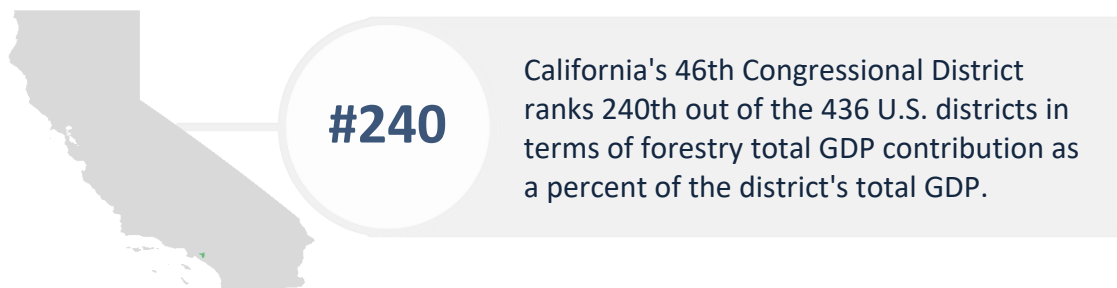 #240
California's 46th Congressional District
ranks 240th out of the 436 U.S. districts in
terms of forestry total GDP contribution as
a percent of the district's total GDP.